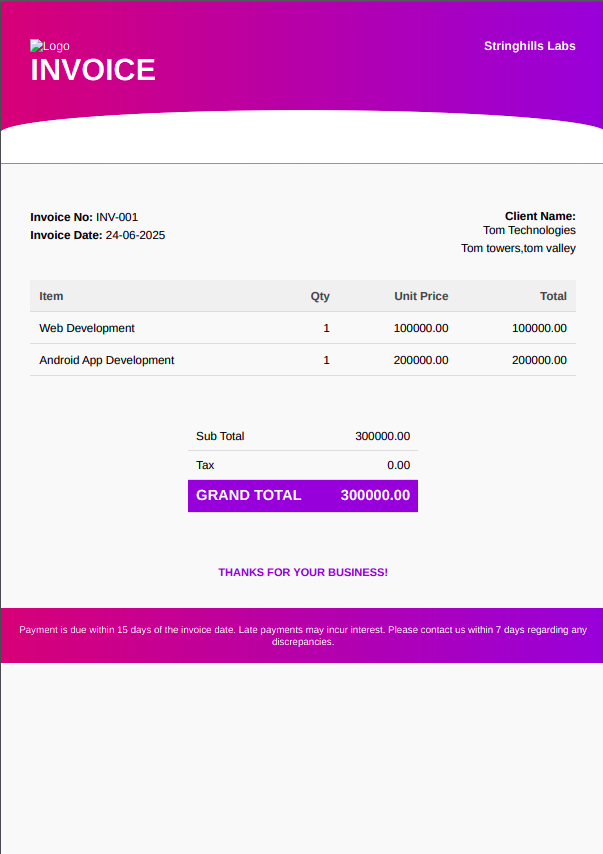 Logo
Stringhills Labs
INVOICE
Invoice No: INV-001
Invoice Date: 24-06-2025
Client Name:
Tom Technologies
Tom towers,tom valley
Item Qty Unit Price Total
Web Development 1 100000.00 100000.00
Android App Development 1 200000.00 200000.00
Sub Total 300000.00
Tax 0.00
GRAND TOTAL 300000.00
THANKS FOR YOUR BUSINESS!
Payment is due within 15 days of the invoice date. Late payments may incur interest. Please contact us within 7 days regarding any
discrepancies.